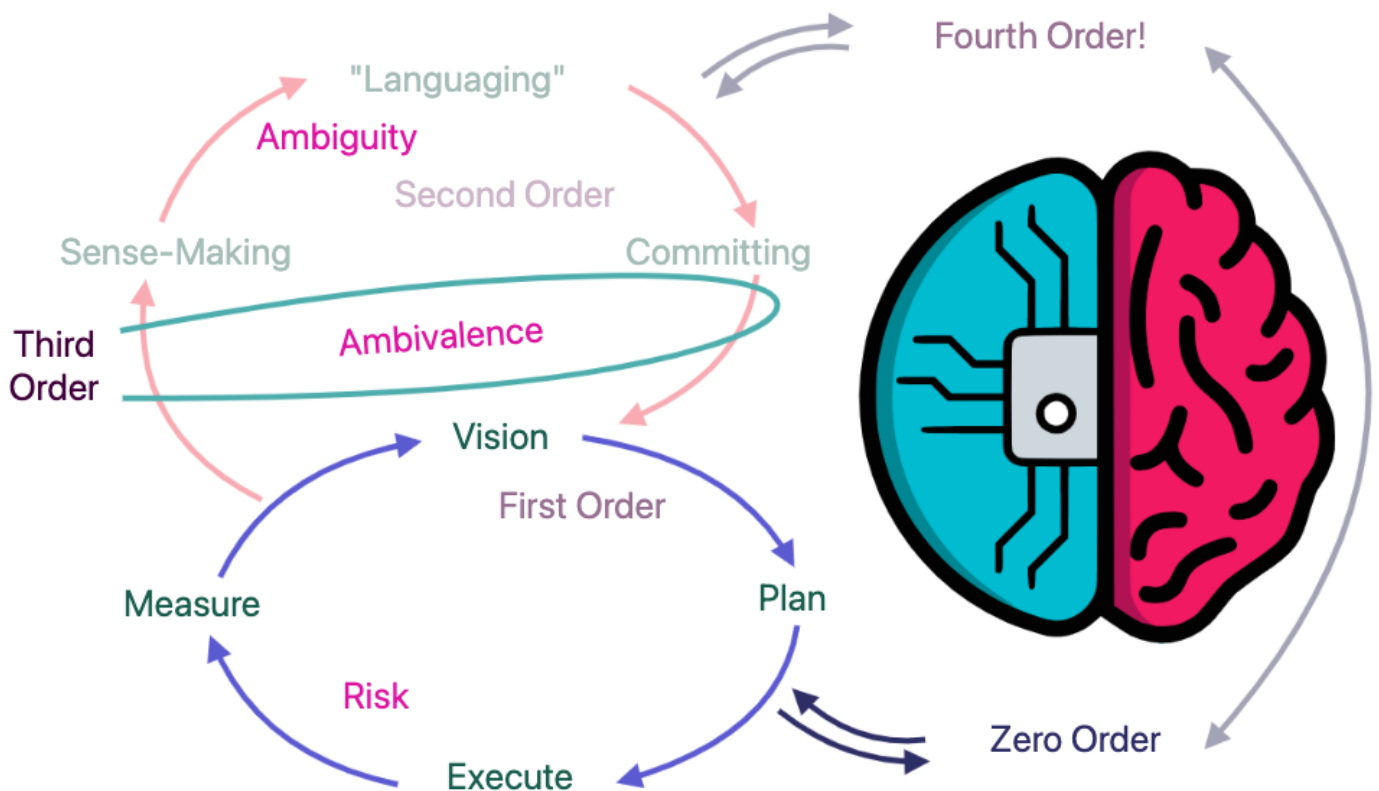 Fourth Order!
"Languaging"
Ambiguity
Second Order
Sense-Making
Committing
Third
Order
Ambivalence
Vision
First Order
Measure
Plan
Risk
Zero Order
Execute